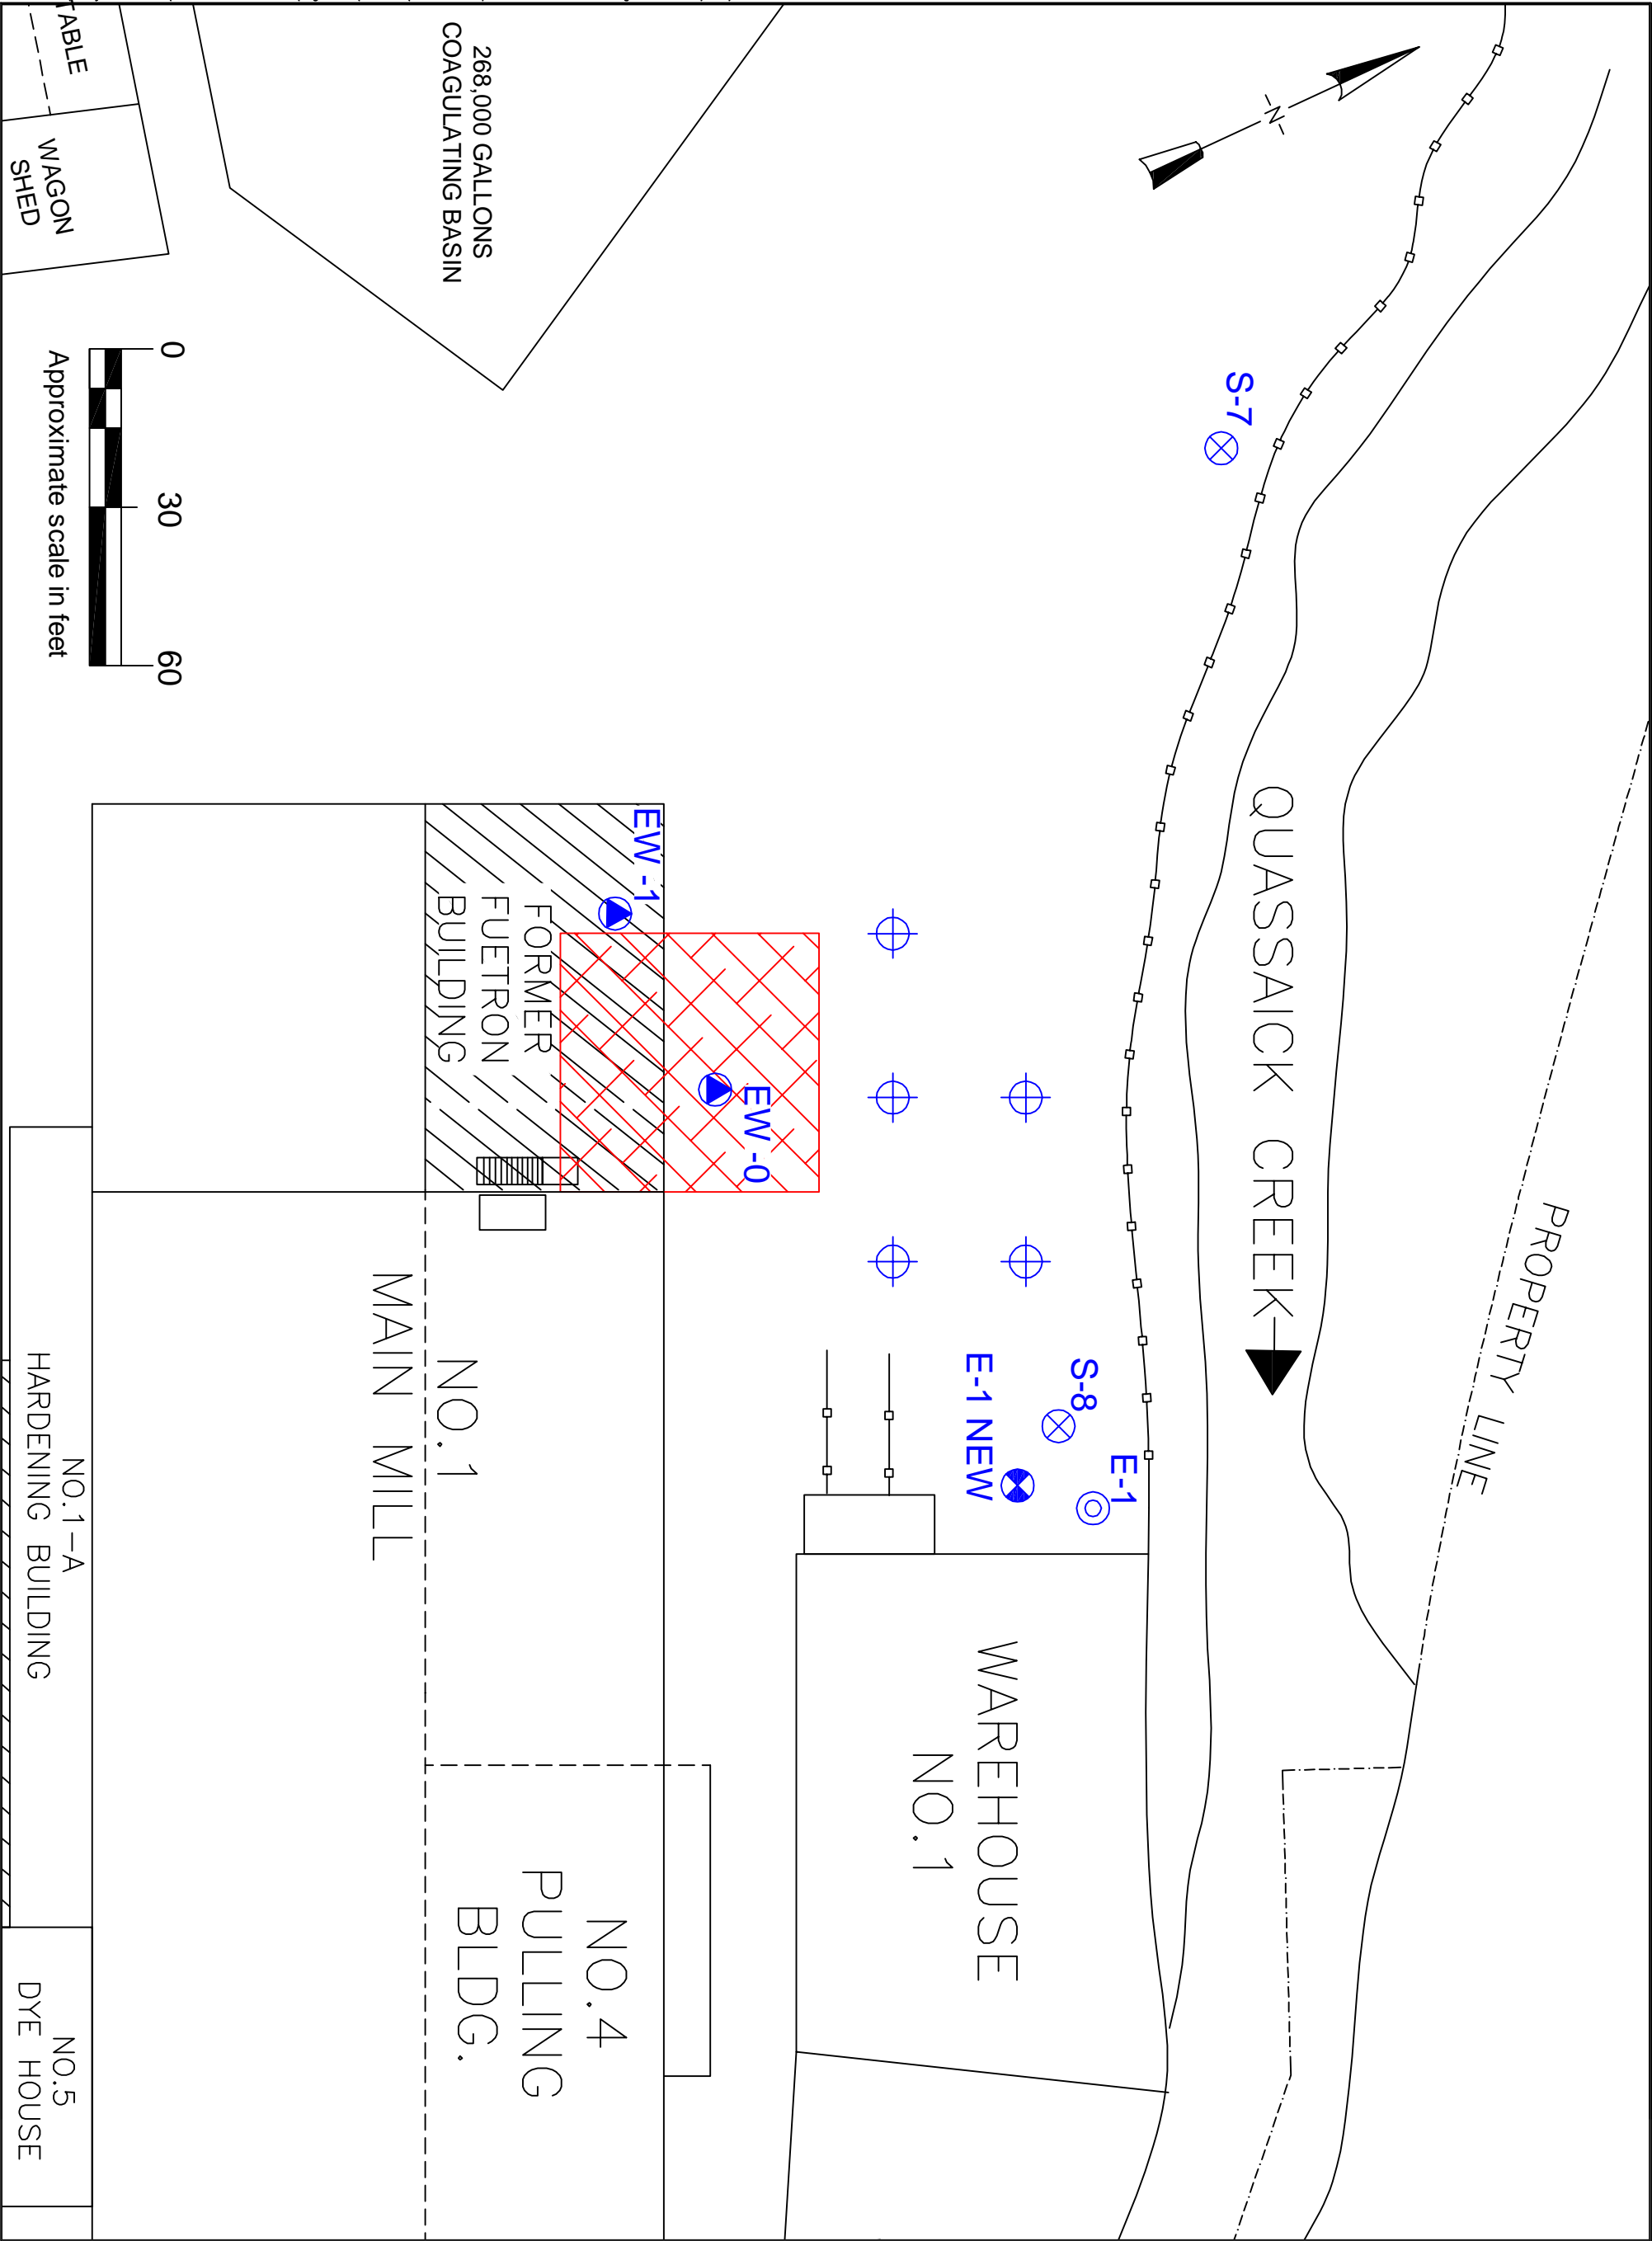 TABLE
WAGON
SHED
268,000 GALLONS
COAGULATING BASIN
-N-
0
30
60
Approximate scale in feet
S-7
QUASSAICK CREEK
PROPERTY LINE
EW -1
EW -0
FORMER
FUETRON
BUILDING
S-8
E-1
E-1 NEW
NO.1
MAIN MILL
NO.1-A
HARDENING BUILDING
WAREHOUSE
NO.1
NO.4
PULLING
BLDG.
NO.5
DYE HOUSE